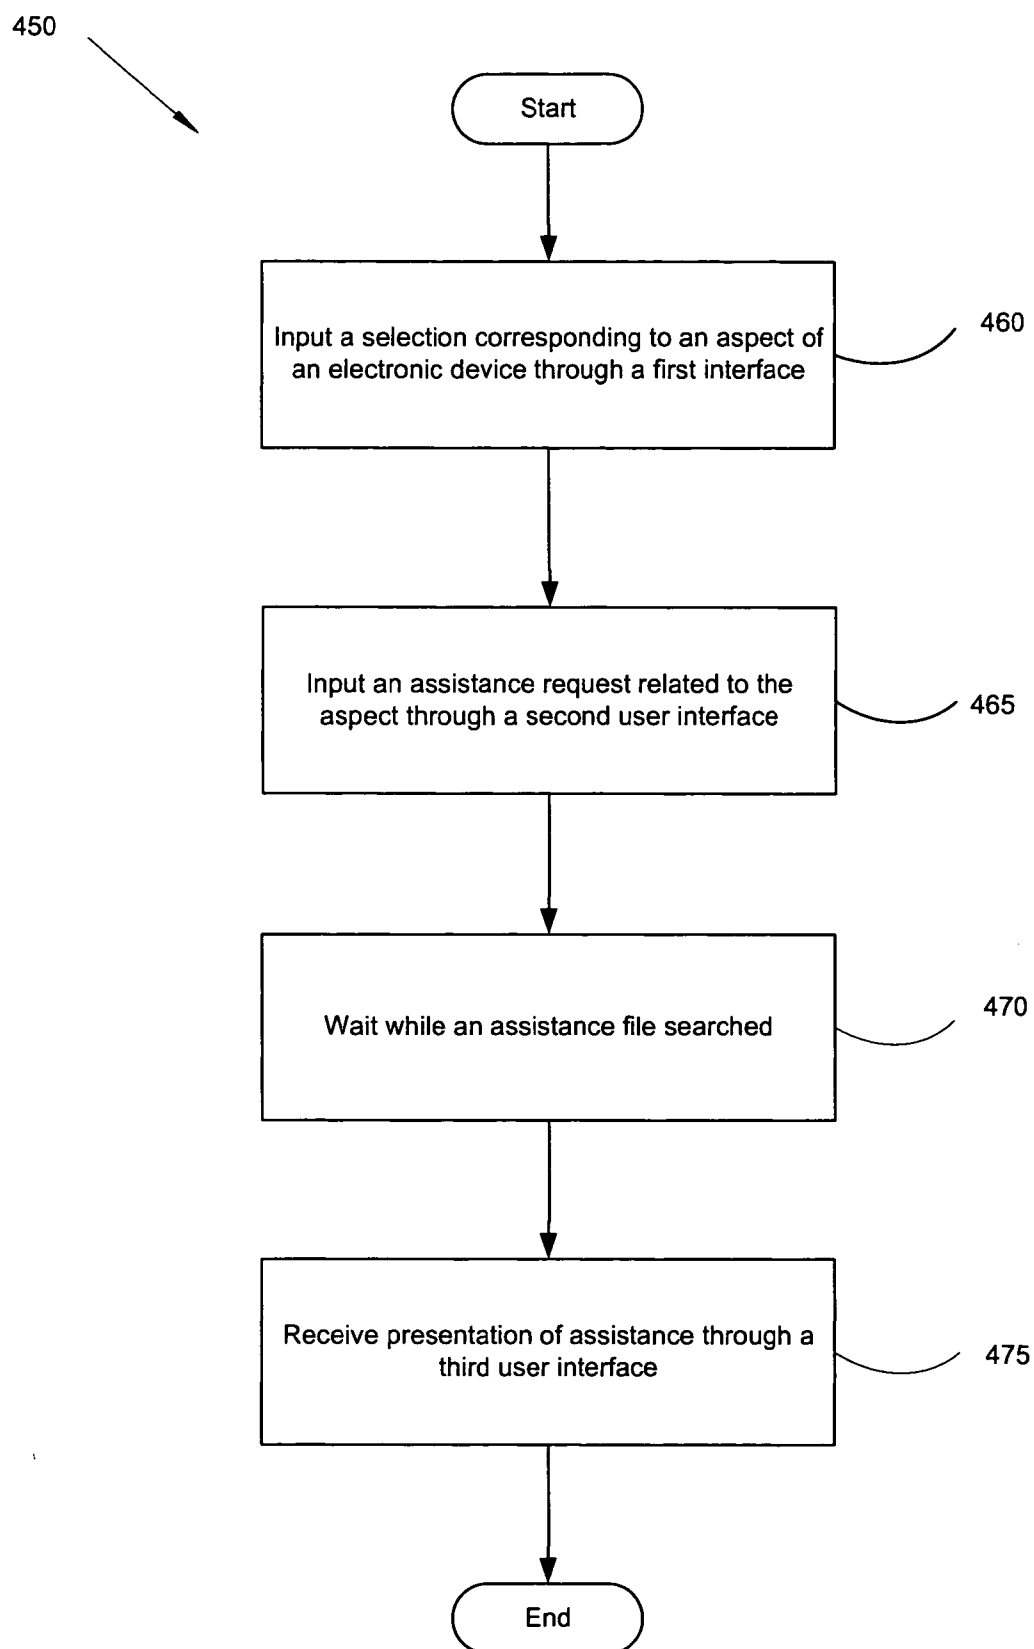 450
Start
Input a selection corresponding to an aspect of
an electronic device through a first interface
460
Input an assistance request related to the
aspect through a second user interface
465
Wait while an assistance file searched
470
Receive presentation of assistance through a
third user interface
475
End